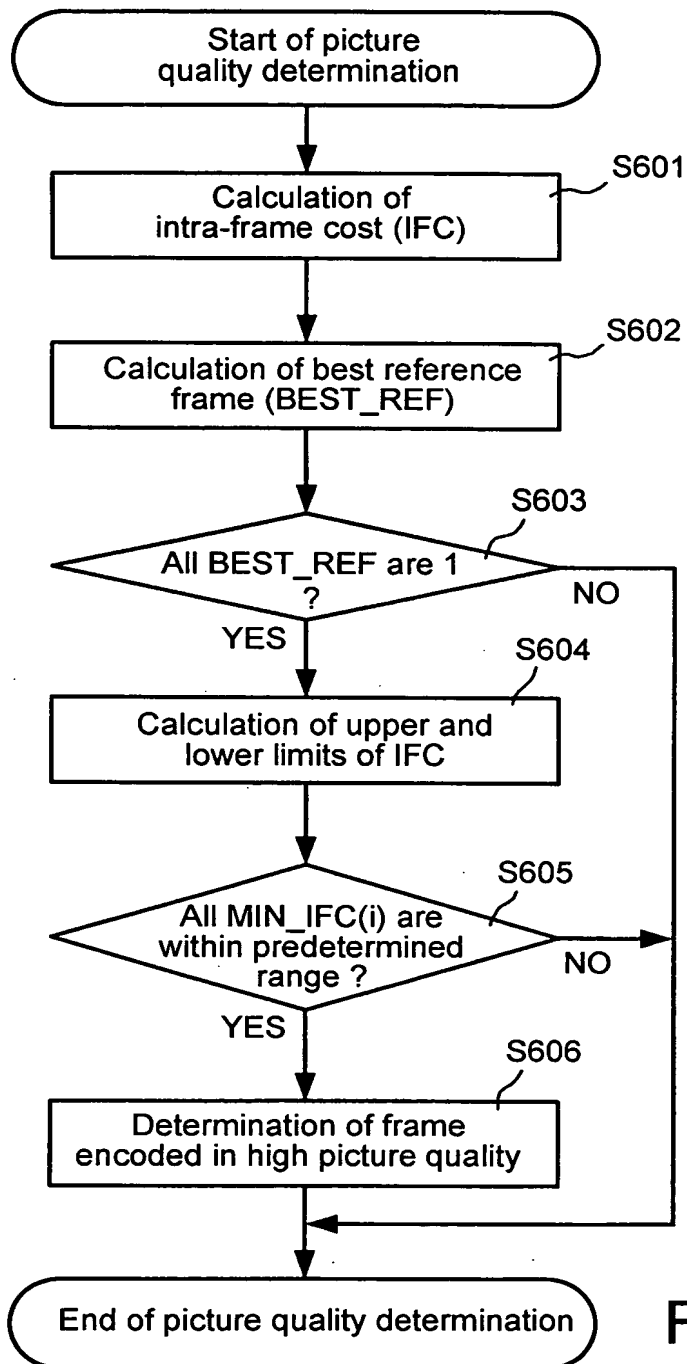 Start of picture
quality determination
S601
Calculation of
intra-frame cost (IFC)
S602
Calculation of best reference
frame (BEST_REF)
S603
All BEST_REF are 1
?
NO
YES
S604
Calculation of upper and
lower limits of IFC
S605
All MIN_IFC(i) are
within predetermined
range ?
NO
YES
S606
Determination of frame
encoded in high picture quality
End of picture quality determination
F